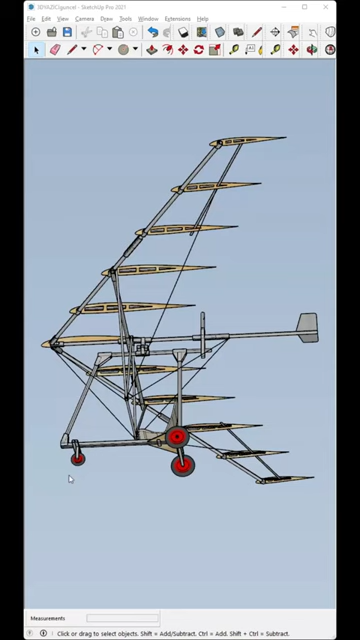 3DYAZICIgurcel - SketchUp Pro 2021
File Edit View Camera Draw Tools Window Extensions Help
Measurements
Click or drag to select objects. Shift = Add/Subtract. Ctrl = Add. Shift + Ctrl = Subtract.